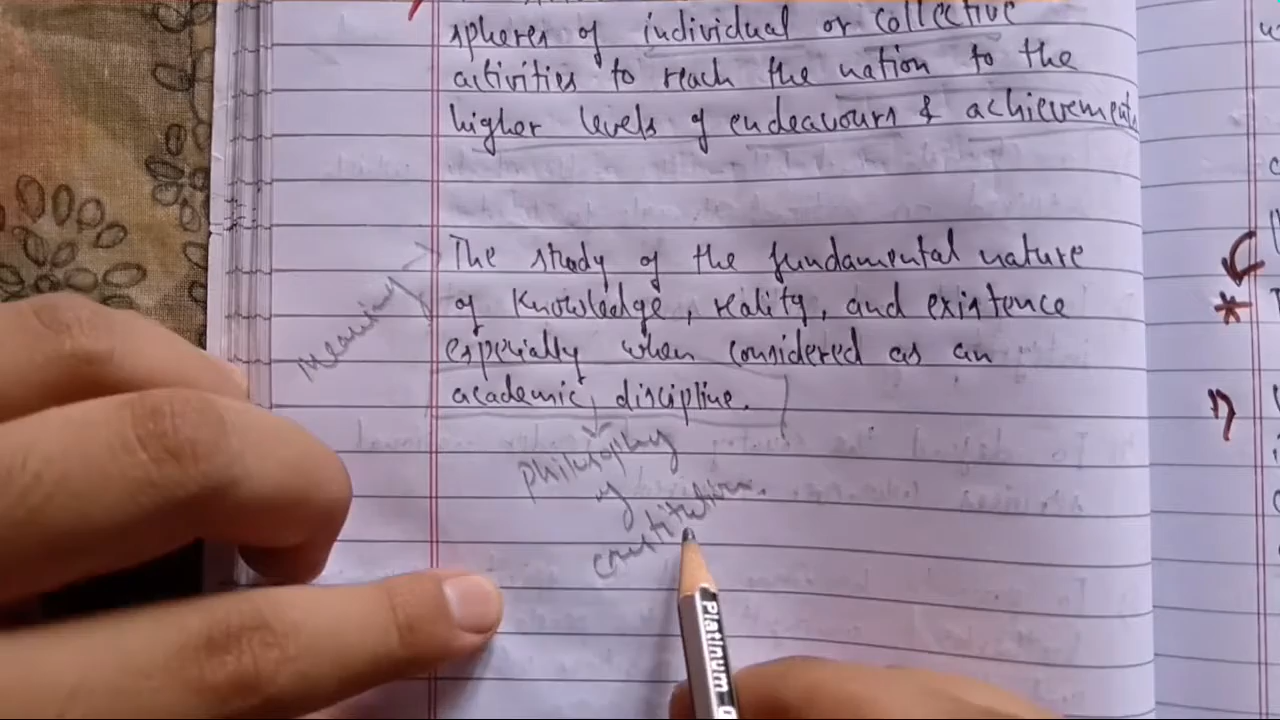 spheres of individual or collective
activities to reach the nation to the
higher levels of endeavours & achievements
The study of the fundamental nature
of knowledge, reality, and existence
especially when considered as an
academic discipline.
meaning
philosophy
of
constitution.
Platinum